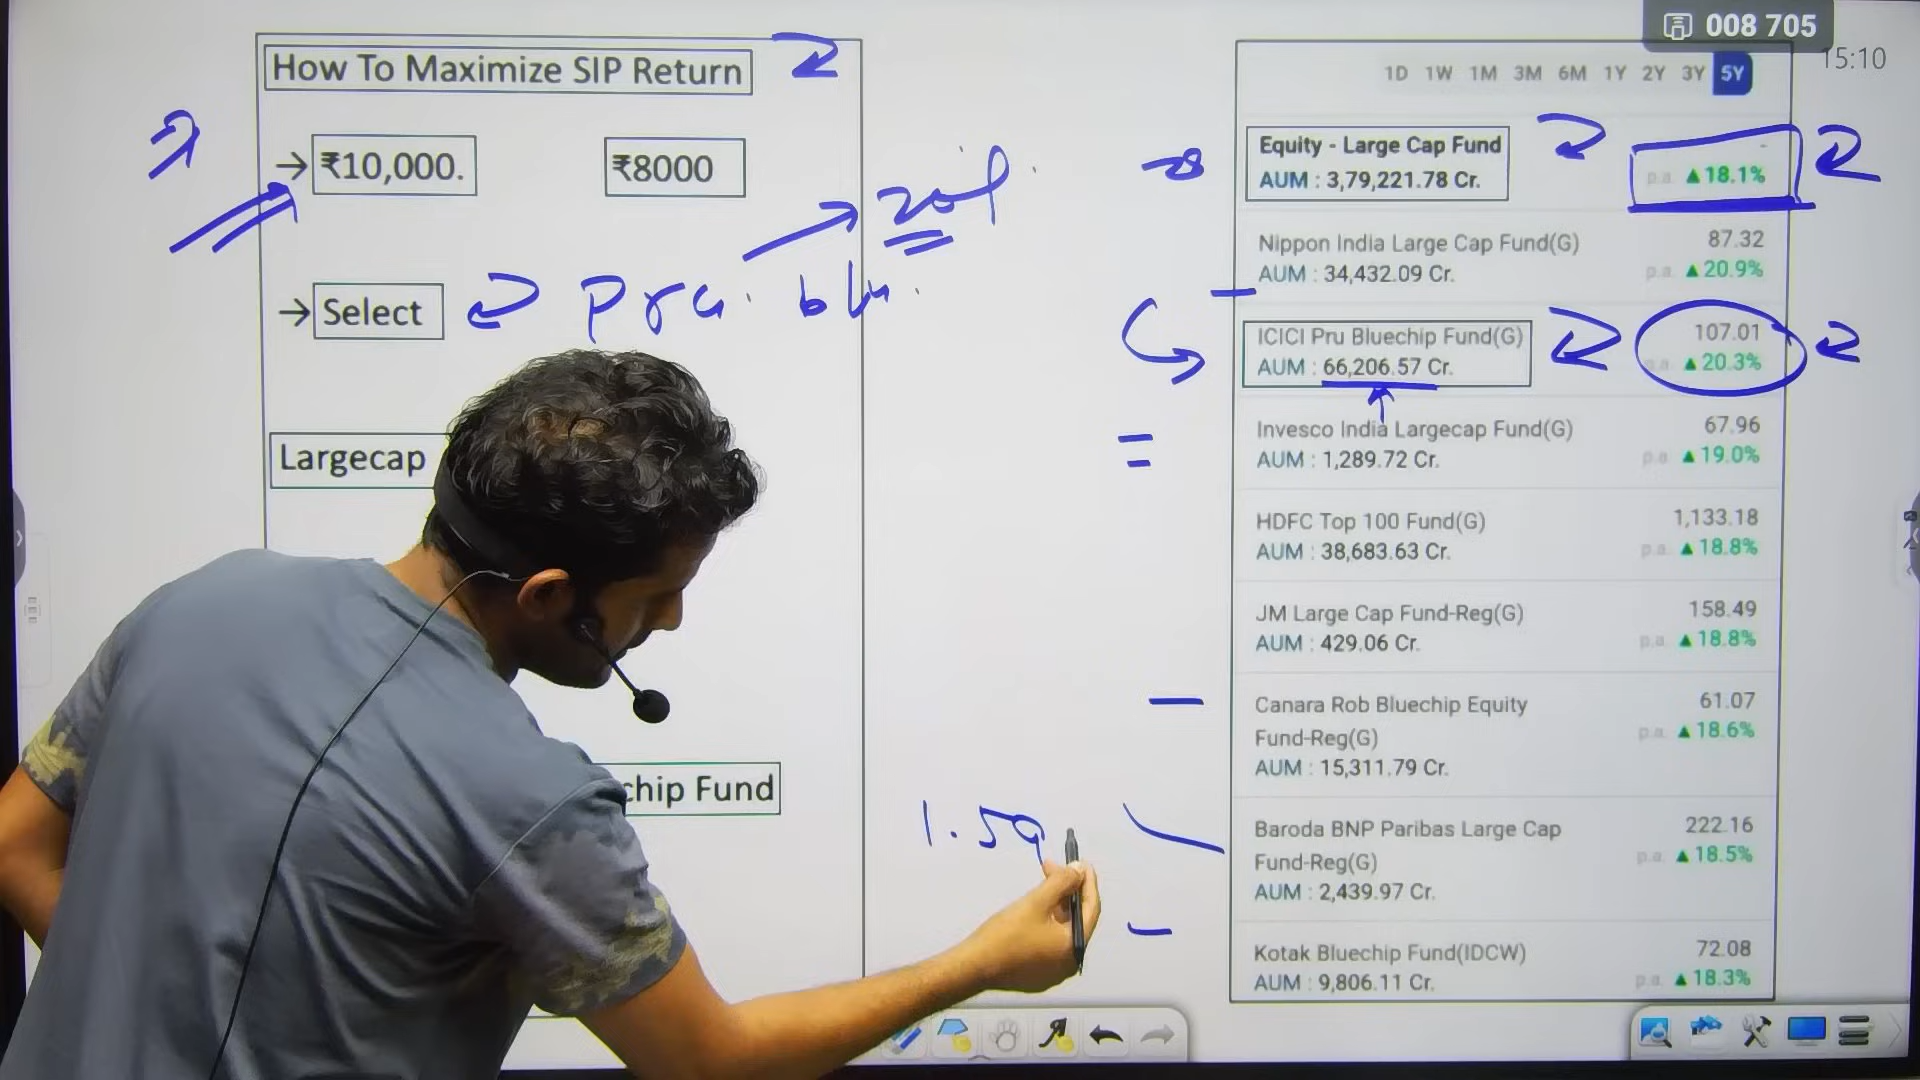 008 705
15:10
How To Maximize SIP Return
→ ₹10,000. ₹8000
→ Select
Pru. blu.
Largecap
chip Fund
1.59
1D 1W 1M 3M 6M 1Y 2Y 3Y 5Y
Equity - Large Cap Fund
AUM : 3,79,221.78 Cr. p.a. ▲18.1%
Nippon India Large Cap Fund(G) 87.32
AUM : 34,432.09 Cr. p.a. ▲20.9%
ICICI Pru Bluechip Fund(G) 107.01
AUM : 66,206.57 Cr. p.a. ▲20.3%
Invesco India Largecap Fund(G) 67.96
AUM : 1,289.72 Cr. p.a. ▲19.0%
HDFC Top 100 Fund(G) 1,133.18
AUM : 38,683.63 Cr. p.a. ▲18.8%
JM Large Cap Fund-Reg(G) 158.49
AUM : 429.06 Cr. p.a. ▲18.8%
Canara Rob Bluechip Equity 61.07
Fund-Reg(G) p.a. ▲18.6%
AUM : 15,311.79 Cr.
Baroda BNP Paribas Large Cap 222.16
Fund-Reg(G) p.a. ▲18.5%
AUM : 2,439.97 Cr.
Kotak Bluechip Fund(IDCW) 72.08
AUM : 9,806.11 Cr. p.a. ▲18.3%